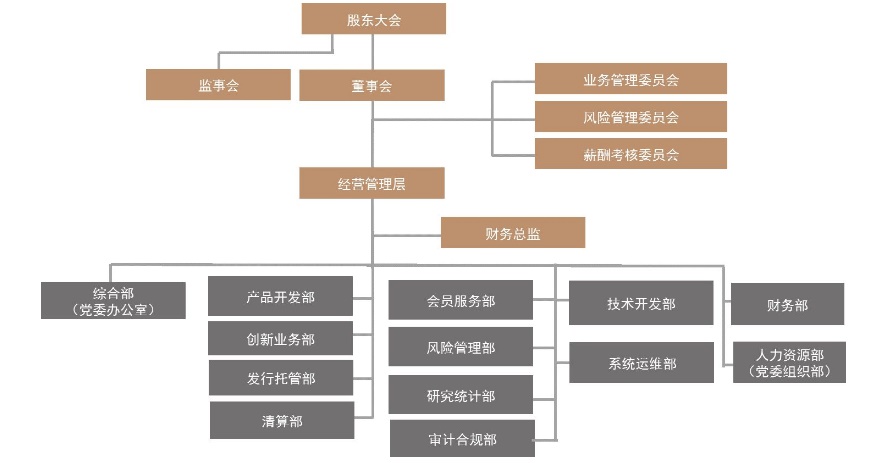 股东大会
监事会
董事会
业务管理委员会
风险管理委员会
薪酬考核委员会
经营管理层
财务总监
综合部
（党委办公室）
产品开发部
创新业务部
发行托管部
清算部
会员服务部
风险管理部
研究统计部
审计合规部
技术开发部
系统运维部
财务部
人力资源部
（党委组织部）